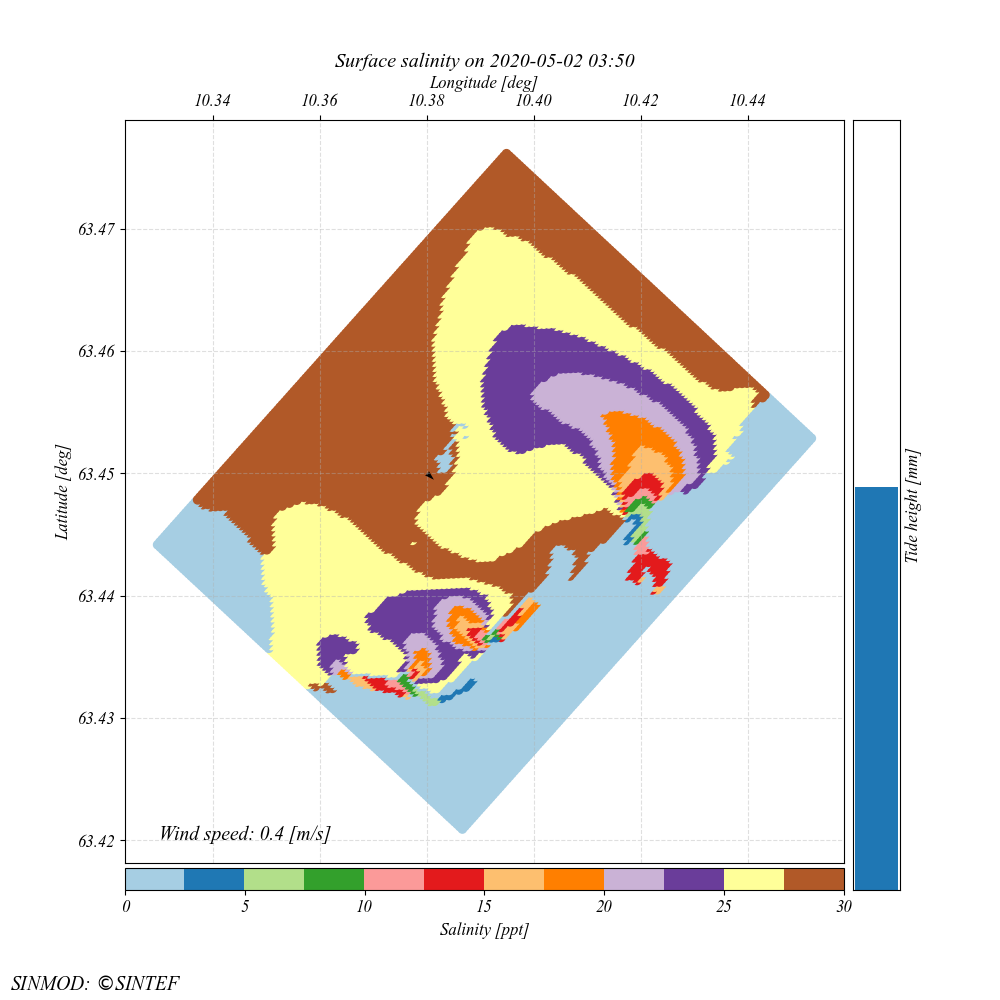 Surface salinity on 2020-05-02 03:50
Longitude [deg]
10.34 10.36 10.38 10.40 10.42 10.44
63.47
63.46
63.45
63.44
63.43
63.42
Latitude [deg]
Tide height [mm]
Wind speed: 0.4 [m/s]
0 5 10 15 20 25 30
Salinity [ppt]
SINMOD: ©SINTEF